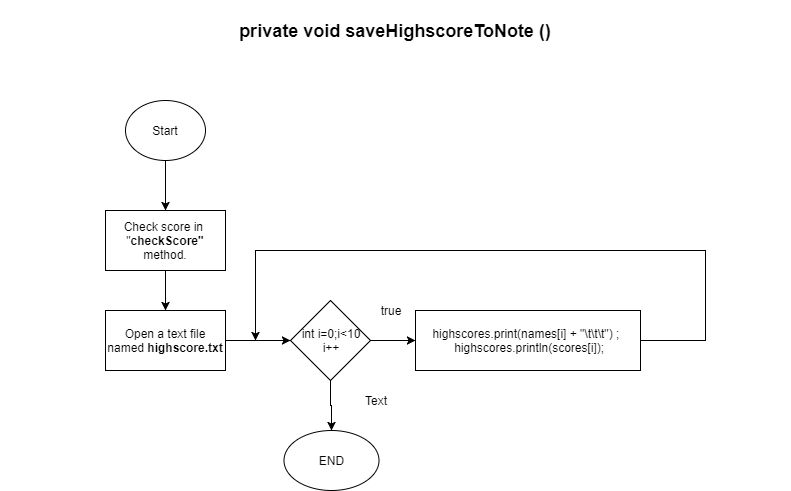 private void saveHighscoreToNote ()
Start
Check score in
"checkScore"
method.
Open a text file
named highscore.txt
int i=0;i<10
i++
true
highscores.print(names[i] + "\t\t\t") ;
highscores.println(scores[i]);
Text
END